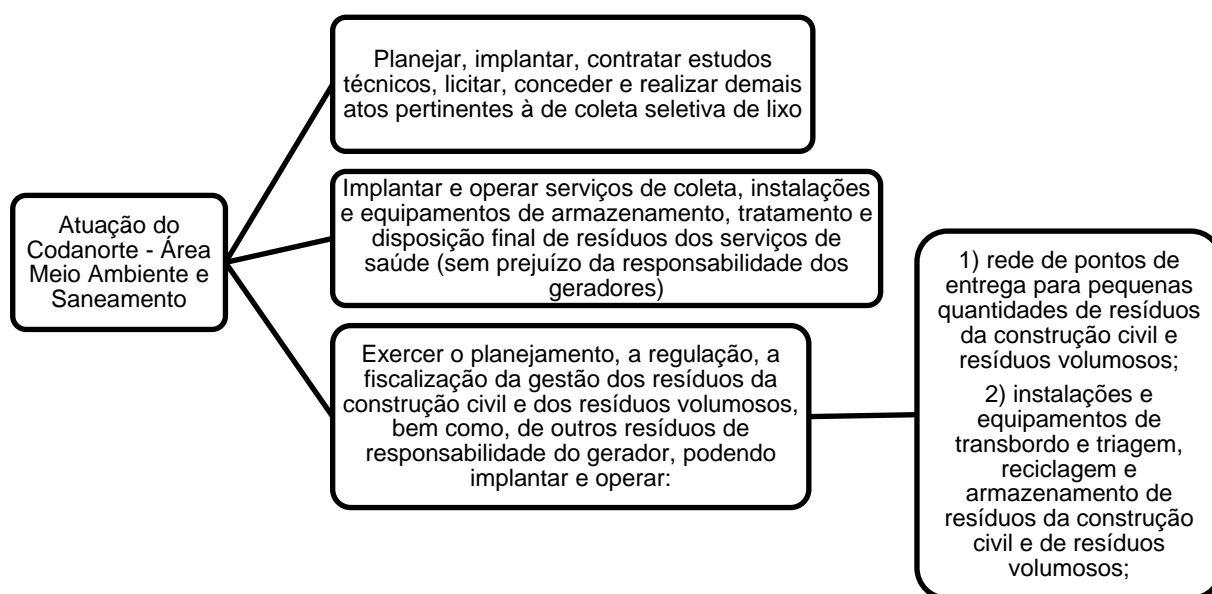 Planejar, implantar, contratar estudos
técnicos, licitar, conceder e realizar demais
atos pertinentes à de coleta seletiva de lixo
Atuação do
Codanorte - Área
Meio Ambiente e
Saneamento
Implantar e operar serviços de coleta, instalações
e equipamentos de armazenamento, tratamento e
disposição final de resíduos dos serviços de
saúde (sem prejuízo da responsabilidade dos
geradores)
Exercer o planejamento, a regulação, a
fiscalização da gestão dos resíduos da
construção civil e dos resíduos volumosos,
bem como, de outros resíduos de
responsabilidade do gerador, podendo
implantar e operar:
1) rede de pontos de
entrega para pequenas
quantidades de resíduos
da construção civil e
resíduos volumosos;
2) instalações e
equipamentos de
transbordo e triagem,
reciclagem e
armazenamento de
resíduos da construção
civil e de resíduos
volumosos;